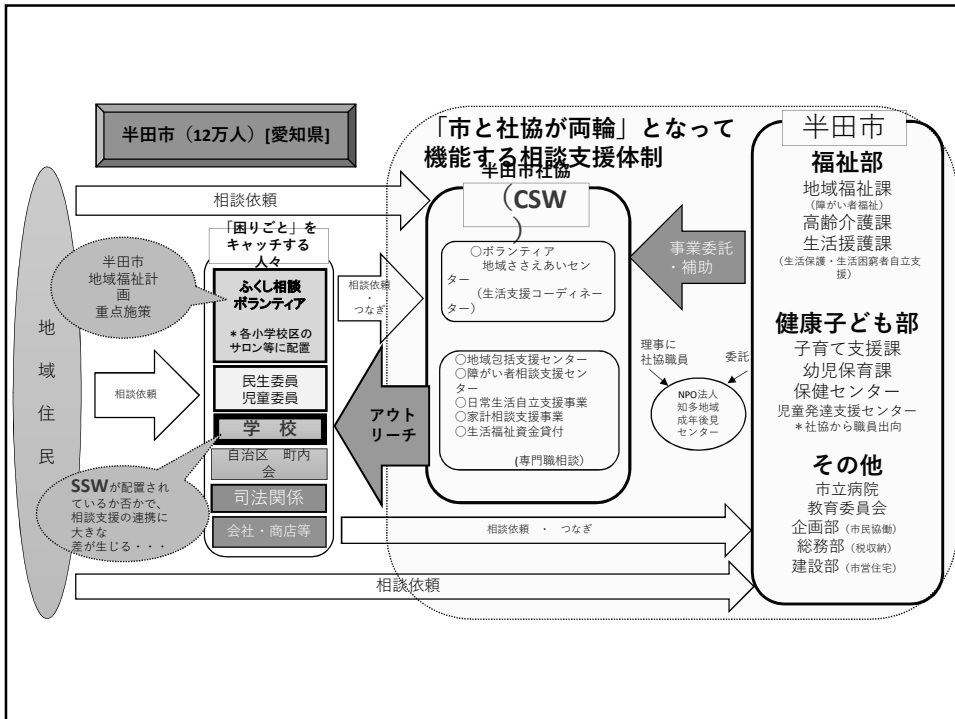 半田市（12万人）[愛知県]
「市と社協が両輪」となって
機能する相談支援体制
地域住民
相談依頼
半田市
地域福祉計
画
重点施策
相談依頼
SSWが配置され
ているか否かで、
相談支援の連携に
大きな
差が生じる・・・
「困りごと」を
キャッチする
人々
ふくし相談
ボランティア
＊各小学校区の
サロン等に配置
民生委員
児童委員
学校
自治区　町内
会
司法関係
会社・商店等
相談依頼
・
つなぎ
アウト
リーチ
半田市社協
（CSW
）
○ボランティア
地域ささえあいセン
ター
（生活支援コーディネー
ター）
○地域包括支援センター
○障がい者相談支援セン
ター
○日常生活自立支援事業
○家計相談支援事業
○生活福祉資金貸付
(専門職相談）
事業委託
・補助
理事に
社協職員
委託
NPO法人
知多地域
成年後見
センター
相談依頼　・　つなぎ
相談依頼
半田市
福祉部
地域福祉課
（障がい者福祉）
高齢介護課
生活援護課
（生活保護・生活困窮者自立支
援）
健康子ども部
子育て支援課
幼児保育課
保健センター
児童発達支援センター
＊社協から職員出向
その他
市立病院
教育委員会
企画部（市民協働）
総務部（税収納）
建設部（市営住宅）